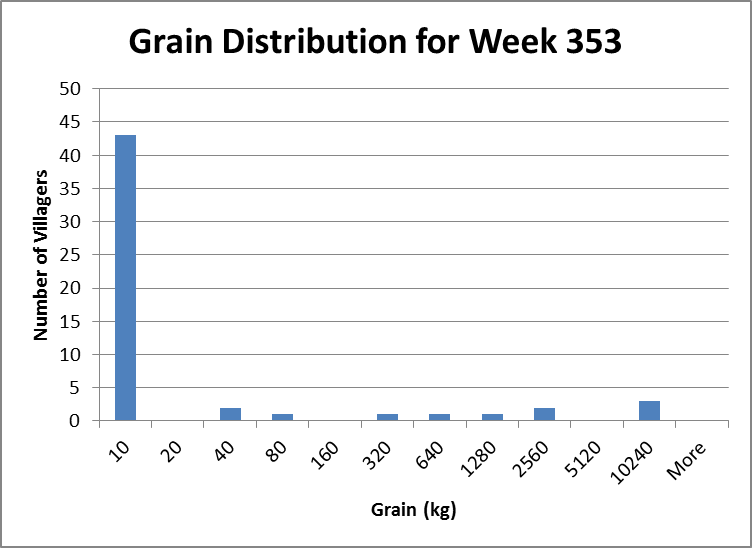 Grain Distribution for Week 353
Number of Villagers
50
45
40
35
30
25
20
15
10
5
0
10 20 40 80 160 320 640 1280 2560 5120 10240 More
Grain (kg)